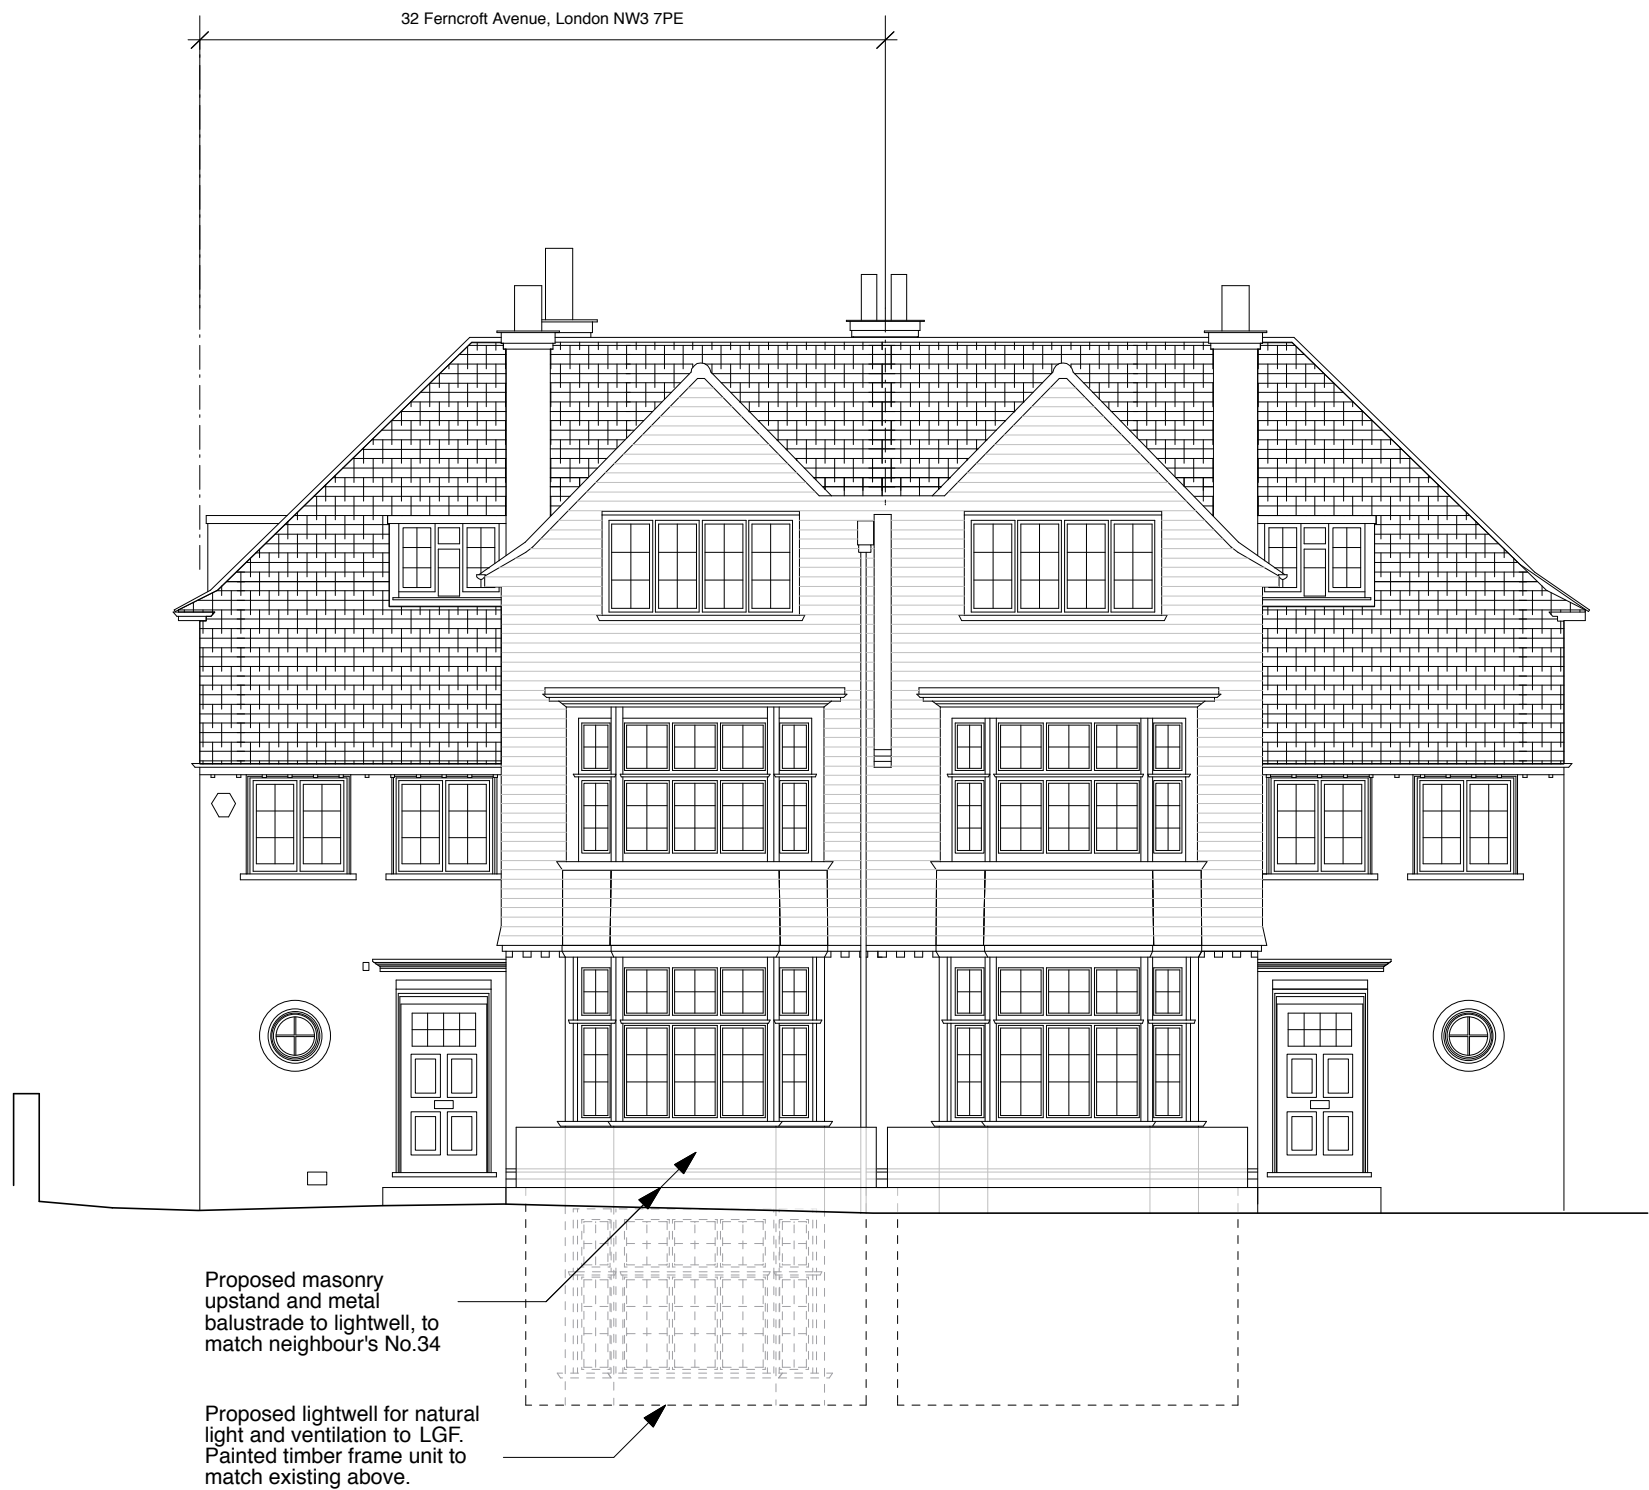 32 Ferncroft Avenue, London NW3 7PE
Proposed masonry
upstand and metal
balustrade to lightwell, to
match neighbour's No.34
Proposed lightwell for natural
light and ventilation to LGF.
Painted timber frame unit to
match existing above.